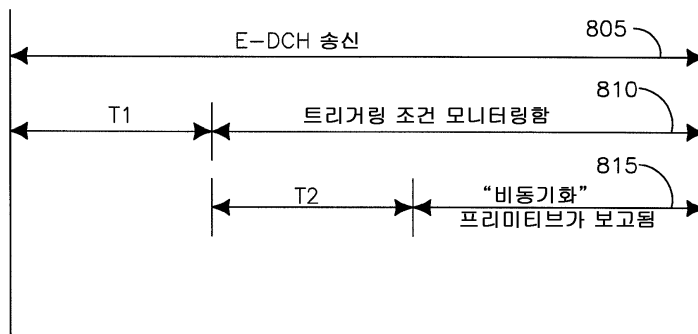 E-DCH 송신
805
T1
트리거링 조건 모니터링함
810
T2
“비동기화”
프리미티브가 보고됨
815